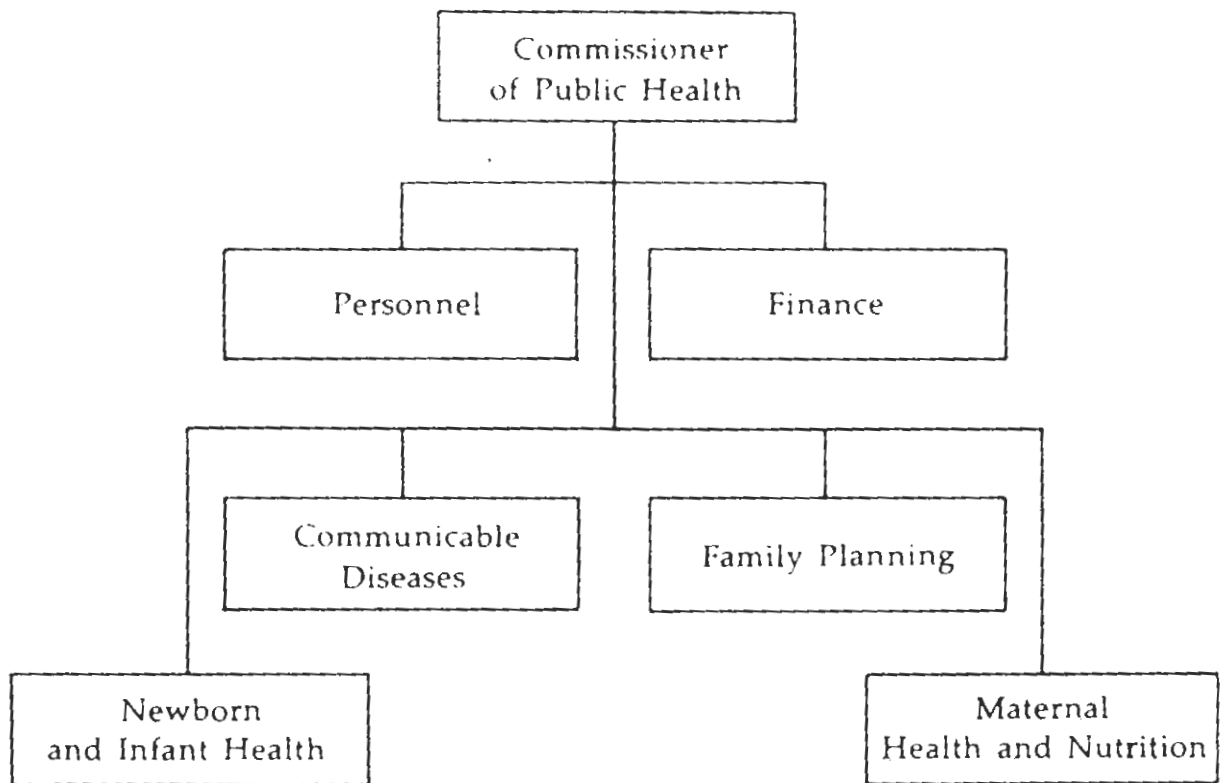 Commissioner
of Public Health
Personnel
Finance
Communicable
Diseases
Family Planning
Newborn
and Infant Health
Maternal
Health and Nutrition